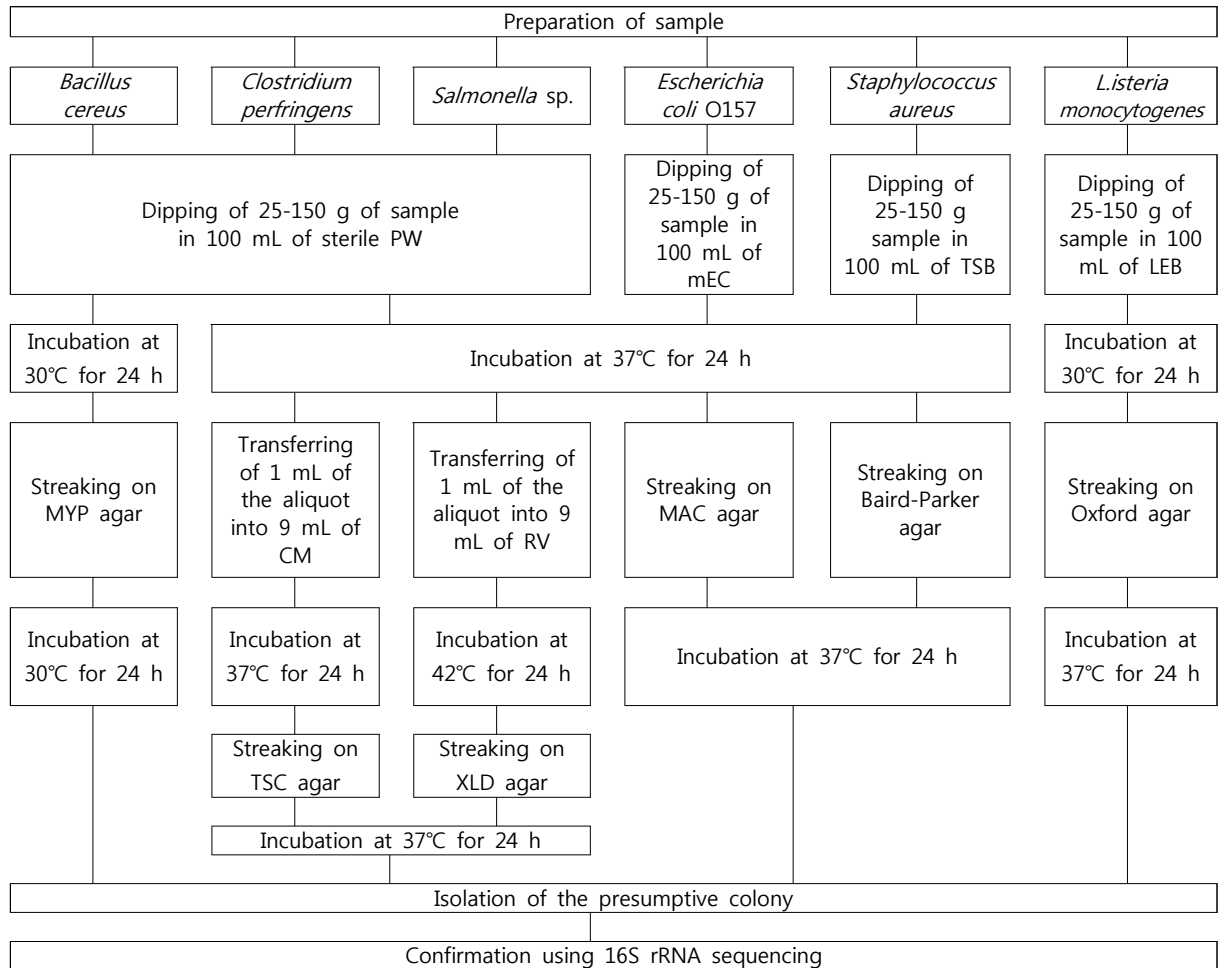 Preparation of sample
Bacillus
cereus
Clostridium
perfringens
Salmonella sp.
Escherichia
coli O157
Staphylococcus
aureus
L.isteria
monocytogenes
Dipping of 25-150 g of sample
in 100 mL of sterile PW
Dipping of
25-150 g of
sample in
100 mL of
mEC
Dipping of
25-150 g
sample in
100 mL of TSB
Dipping of
25-150 g of
sample in 100
mL of LEB
Incubation at
30℃ for 24 h
Incubation at 37℃ for 24 h
Incubation at
30℃ for 24 h
Streaking on
MYP agar
Transferring
of 1 mL of
the aliquot
into 9 mL of
CM
Transferring of
1 mL of the
aliquot into 9
mL of RV
Streaking on
MAC agar
Streaking on
Baird-Parker
agar
Streaking on
Oxford agar
Incubation at
30℃ for 24 h
Incubation at
37℃ for 24 h
Incubation at
42℃ for 24 h
Incubation at 37℃ for 24 h
Incubation at
37℃ for 24 h
Streaking on
TSC agar
Streaking on
XLD agar
Incubation at 37℃ for 24 h
Isolation of the presumptive colony
Confirmation using 16S rRNA sequencing